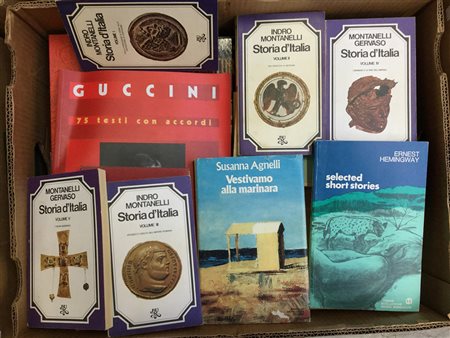 INDRO
MONTANELLI
Storia d'Italia
VOLUME I
GUCCINI
75 testi con accordi
INDRO
MONTANELLI
Storia d'Italia
VOLUME II
MONTANELLI
GERVASO
Storia d'Italia
MONTANELLI
GERVASO
Storia d'Italia
VOLUME V
INDRO
MONTANELLI
Storia d'Italia
VOLUME III
Susanna Agnelli
Vestivamo
alla marinara
ERNEST
HEMINGWAY
selected
short stories